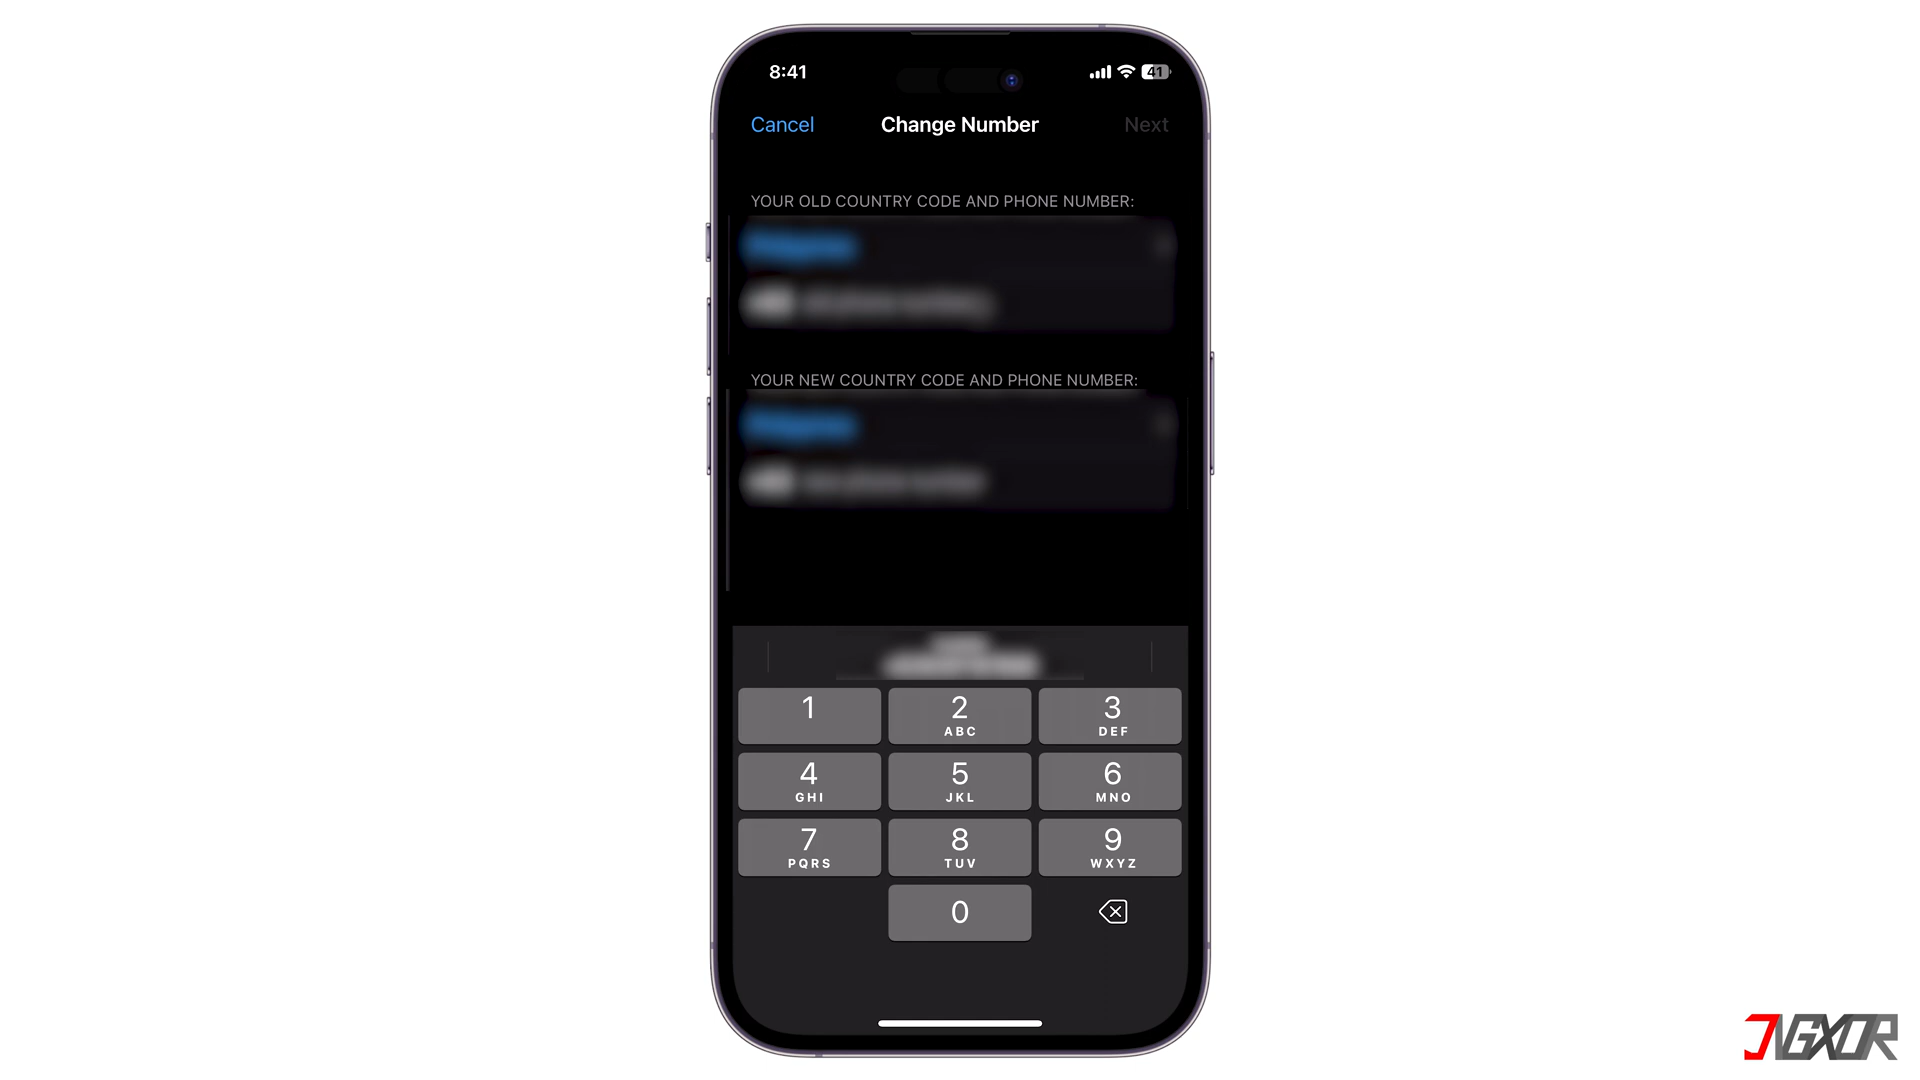 8:41
41
Cancel
Change Number
Next
YOUR OLD COUNTRY CODE AND PHONE NUMBER:
YOUR NEW COUNTRY CODE AND PHONE NUMBER:
1
2
ABC
3
DEF
4
GHI
5
JKL
6
MNO
7
PQRS
8
TUV
9
WXYZ
0
JVGXOR